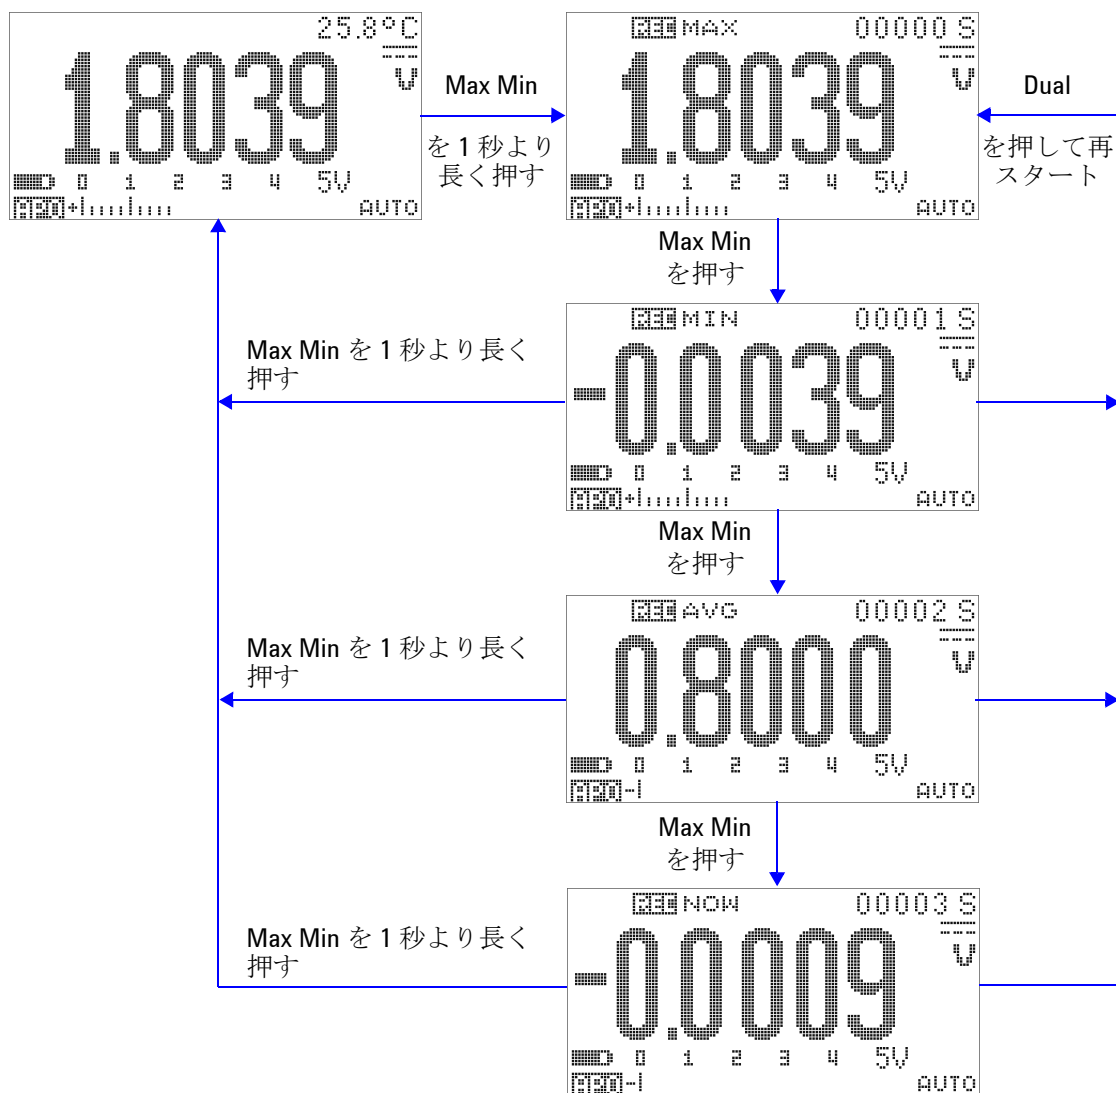 25.8°C
1.8039 V
0 1 2 3 4 5V
APO AUTO
Max Min
を 1 秒より
長く押す
REC MAX 00000 S
1.8039 V
0 1 2 3 4 5V
APO AUTO
Dual
を押して再
スタート
Max Min
を押す
REC MIN 00001 S
-0.0039 V
0 1 2 3 4 5V
APO AUTO
Max Min を 1 秒より長く
押す
Max Min
を押す
REC AVG 00002 S
0.8000 V
0 1 2 3 4 5V
APO AUTO
Max Min を 1 秒より長く
押す
Max Min
を押す
REC NOW 00003 S
-0.0009 V
0 1 2 3 4 5V
APO AUTO
Max Min を 1 秒より長く
押す